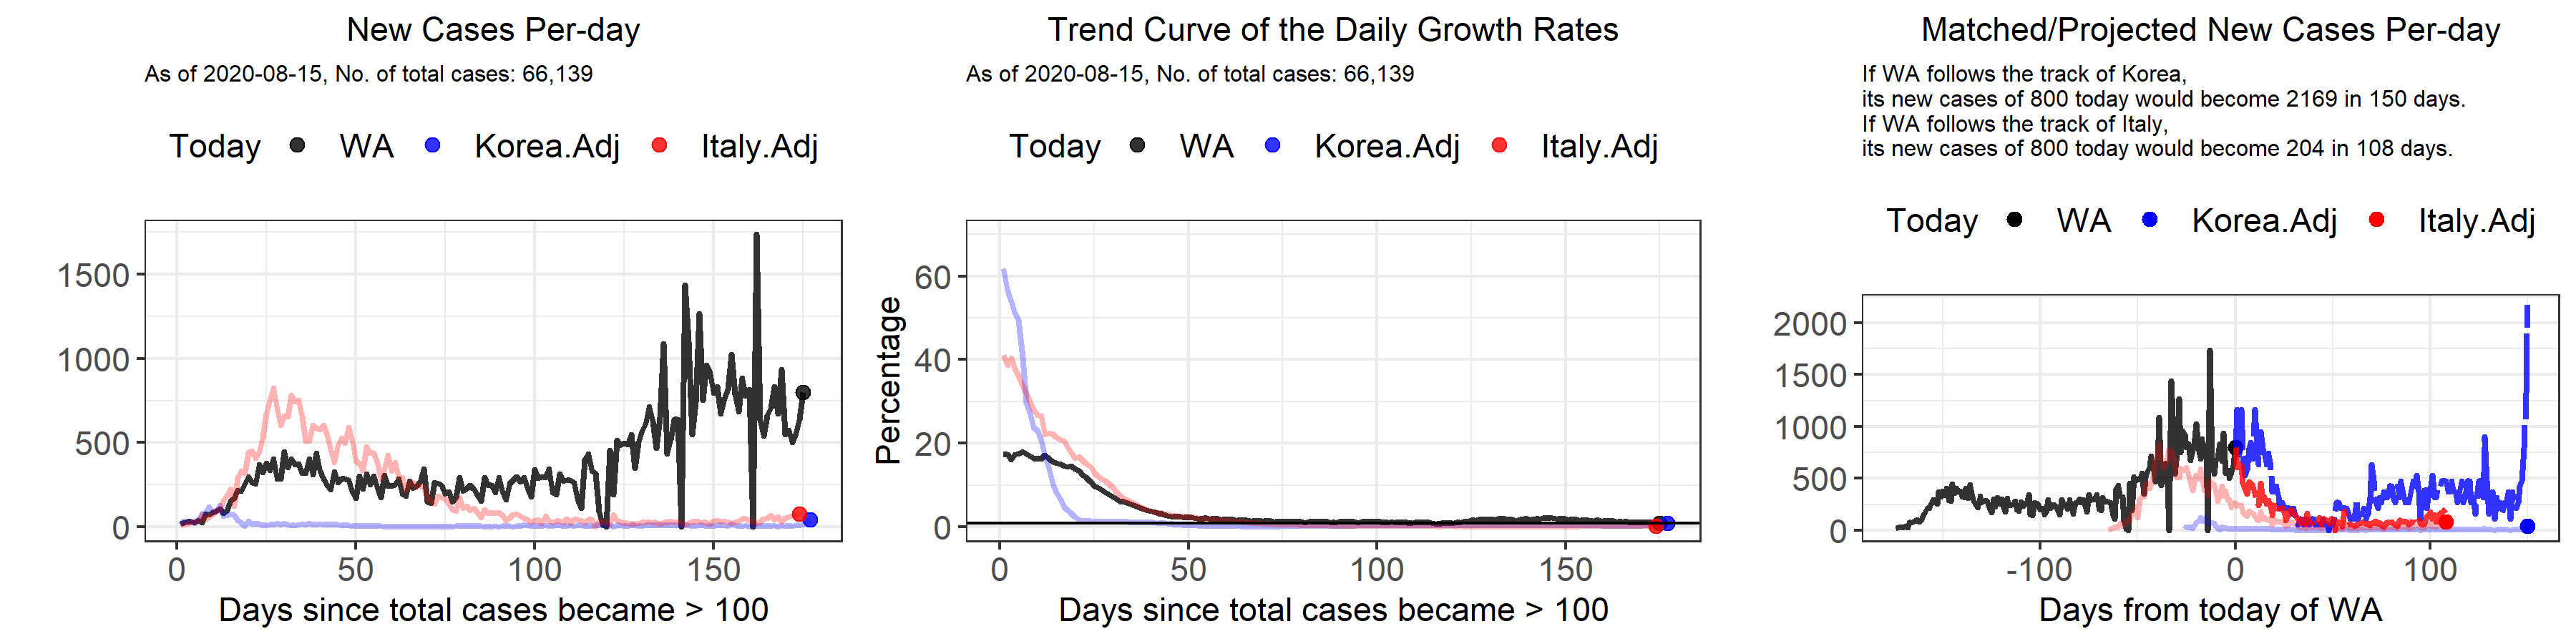 New Cases Per-day
As of 2020-08-15, No. of total cases: 66,139
Today WA Korea.Adj Italy.Adj
1500
1000
500
0
0 50 100 150
Days since total cases became > 100
Trend Curve of the Daily Growth Rates
As of 2020-08-15, No. of total cases: 66,139
Today WA Korea.Adj Italy.Adj
Percentage
60
40
20
0
0 50 100 150
Days since total cases became > 100
Matched/Projected New Cases Per-day
If WA follows the track of Korea,
its new cases of 800 today would become 2169 in 150 days.
If WA follows the track of Italy,
its new cases of 800 today would become 204 in 108 days.
Today WA Korea.Adj Italy.Adj
2000
1500
1000
500
0
-100 0 100
Days from today of WA